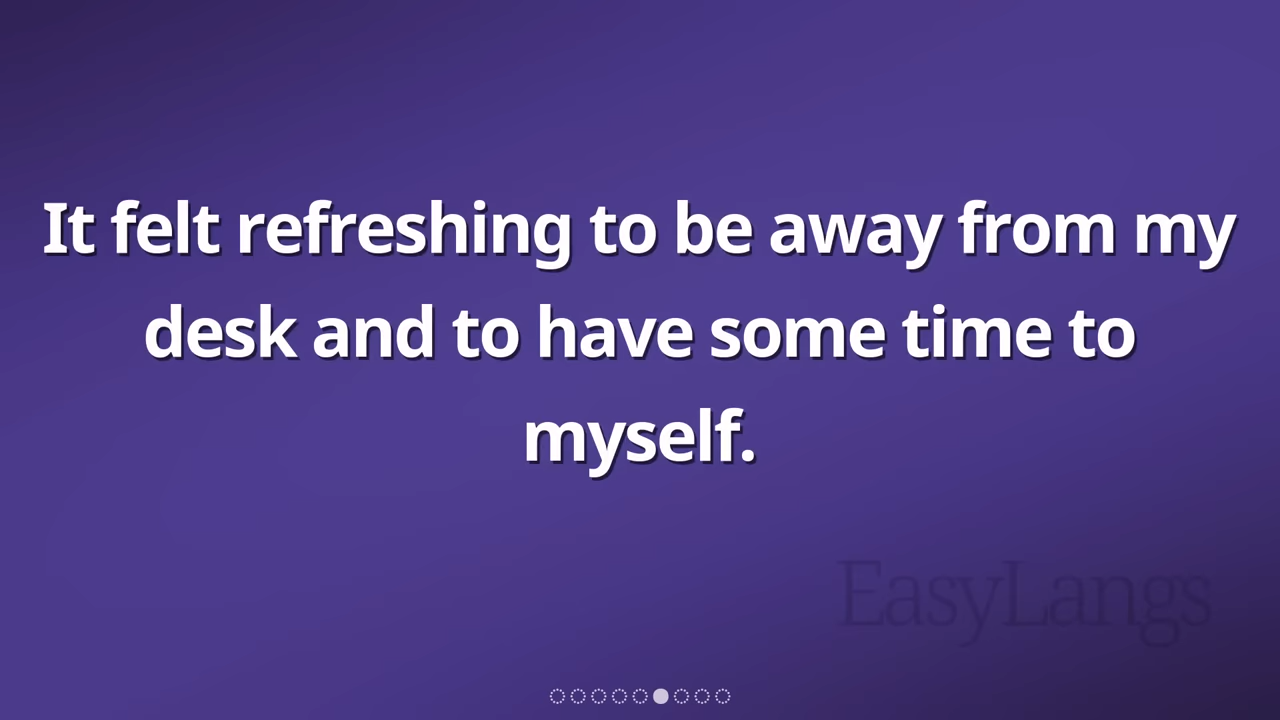 It felt refreshing to be away from my
desk and to have some time to
myself.
EasyLangs